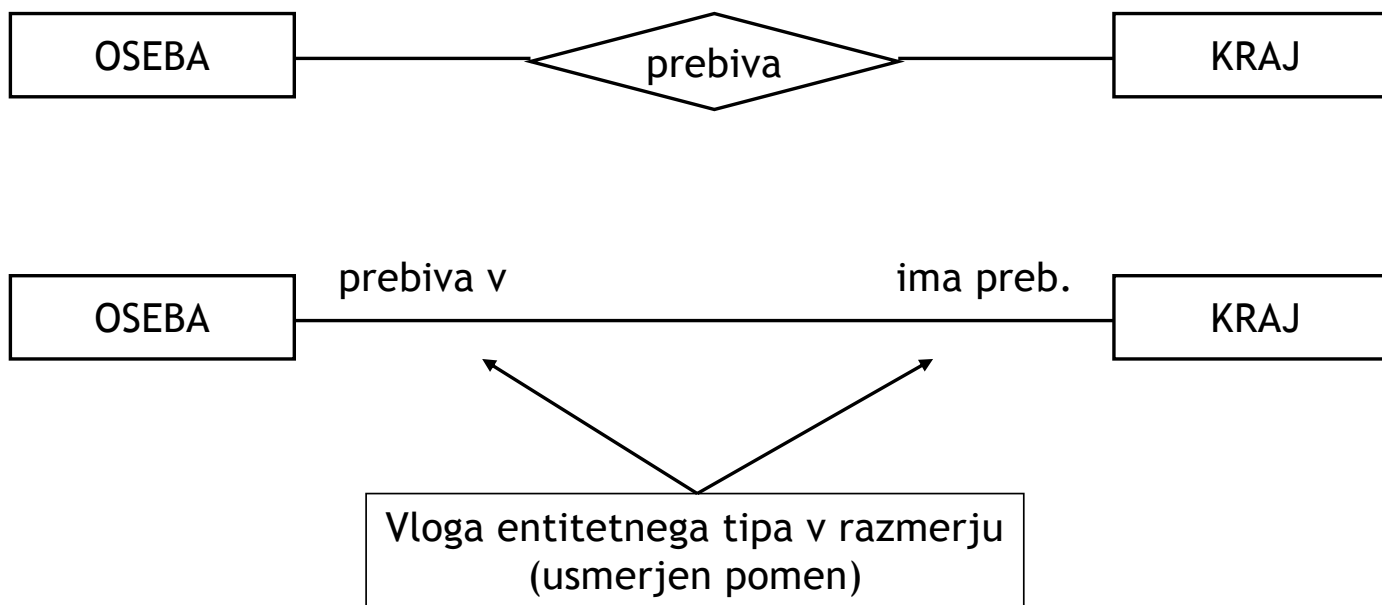 OSEBA prebiva KRAJ
prebiva v ima preb.
OSEBA KRAJ
Vloga entitetnega tipa v razmerju
(usmerjen pomen)